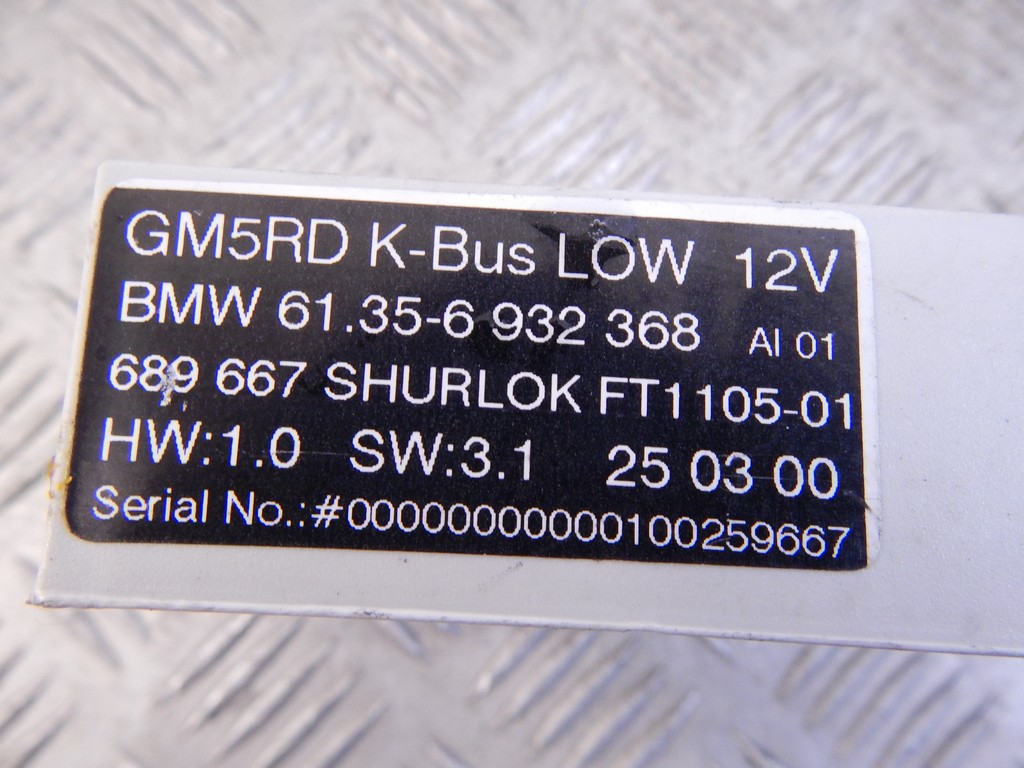 GM5RD K-Bus LOW 12V
BMW 61.35-6 932 368 AI 01
689 667 SHURLOK FT1105-01
HW:1.0 SW:3.1 25 03 00
Serial No.:#00000000000100259667